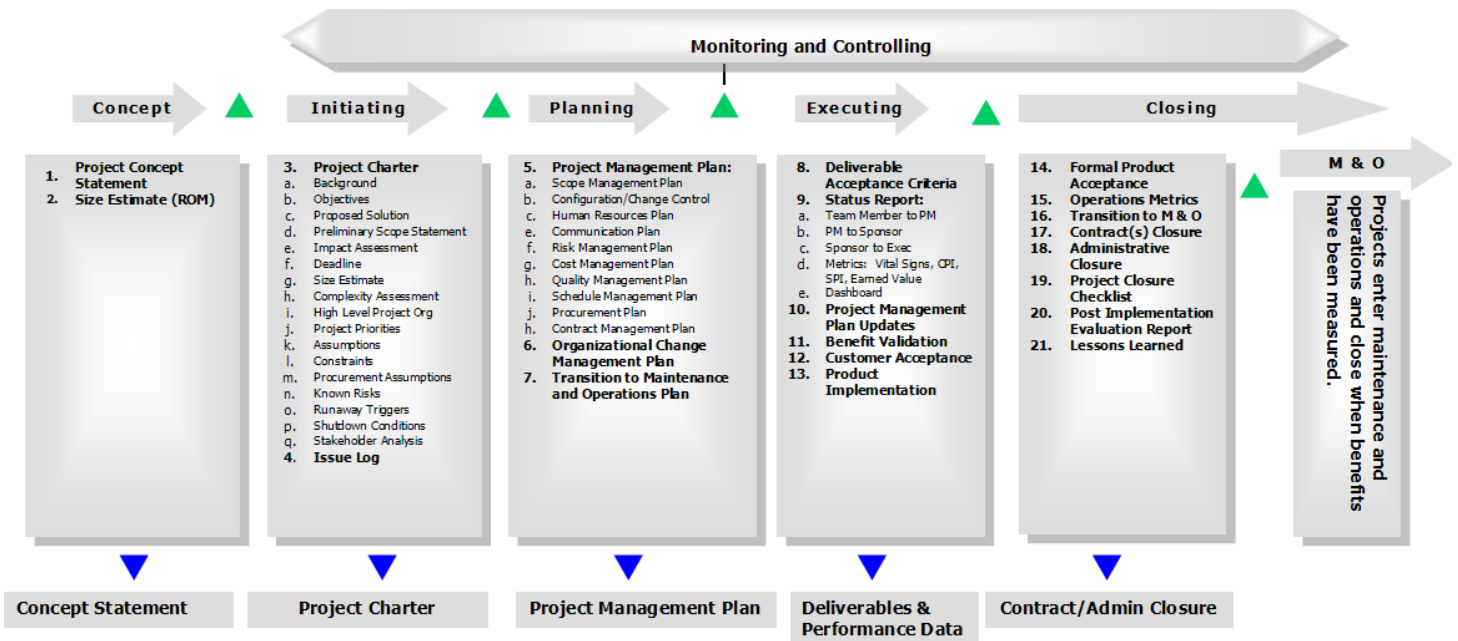 Monitoring and Controlling
Concept
Initiating
Planning
Executing
Closing
1. Project Concept
Statement
2. Size Estimate (ROM)
3. Project Charter
a. Background
b. Objectives
c. Proposed Solution
d. Preliminary Scope Statement
e. Impact Assessment
f. Deadline
g. Size Estimate
h. Complexity Assessment
i. High Level Project Org
j. Project Priorities
k. Assumptions
l. Constraints
m. Procurement Assumptions
n. Known Risks
o. Runaway Triggers
p. Shutdown Conditions
q. Stakeholder Analysis
4. Issue Log
5. Project Management Plan:
a. Scope Management Plan
b. Configuration/Change Control
c. Human Resources Plan
e. Communication Plan
f. Risk Management Plan
g. Cost Management Plan
h. Quality Management Plan
i. Schedule Management Plan
j. Procurement Plan
h. Contract Management Plan
6. Organizational Change
Management Plan
7. Transition to Maintenance
and Operations Plan
8. Deliverable
Acceptance Criteria
9. Status Report:
a. Team Member to PM
b. PM to Sponsor
c. Sponsor to Exec
d. Metrics: Vital Signs, CPI,
SPI, Earned Value
e. Dashboard
10. Project Management
Plan Updates
11. Benefit Validation
12. Customer Acceptance
13. Product
Implementation
14. Formal Product
Acceptance
15. Operations Metrics
16. Transition to M & O
17. Contract(s) Closure
18. Administrative
Closure
19. Project Closure
Checklist
20. Post Implementation
Evaluation Report
21. Lessons Learned
M & O
Projects enter maintenance and
operations and close when benefits
have been measured.
Concept Statement
Project Charter
Project Management Plan
Deliverables &
Performance Data
Contract/Admin Closure